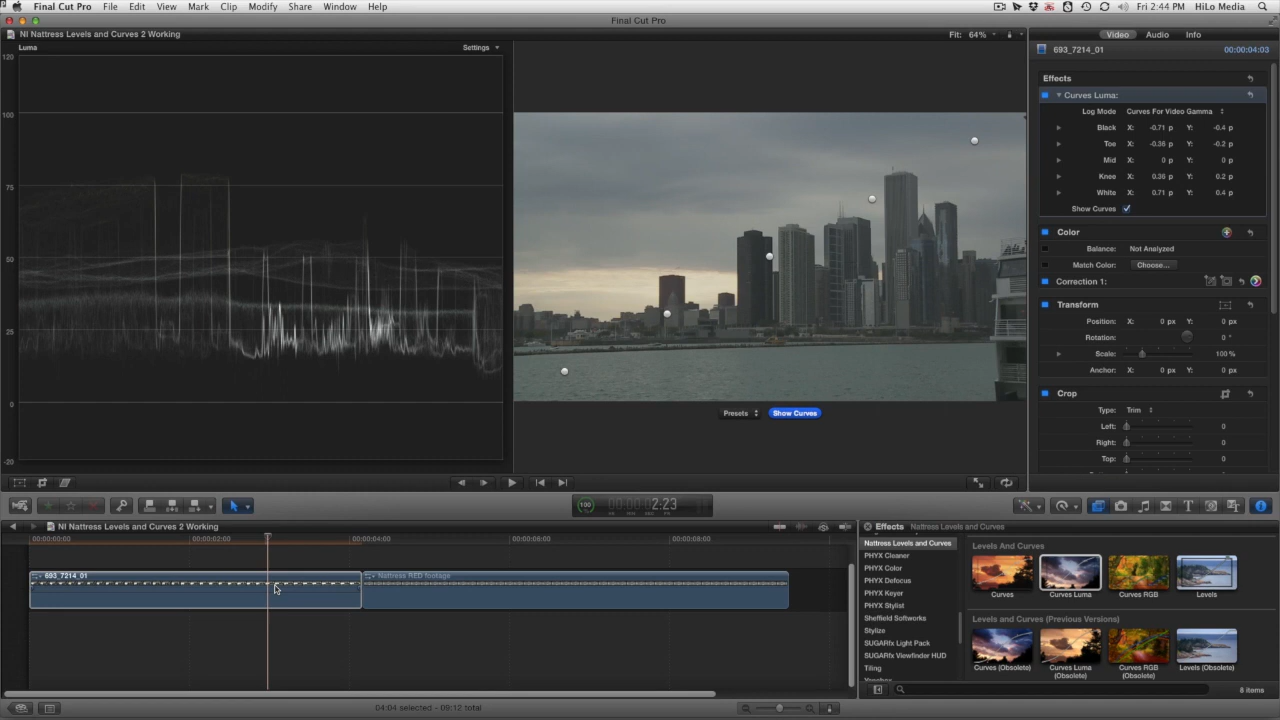 Final Cut Pro File Edit View Mark Clip Modify Share Window Help Fri 2:44 PM HiLo Media
Final Cut Pro
NI Nattress Levels and Curves 2 Working Fit: 64% Video Audio Info
Luma Settings 693_7214_01 00:00:04:03
120
100
75
50
25
0
-20
Presets Show Curves
Effects
Curves Luma:
Log Mode Curves For Video Gamma
Black X: -0.71 p Y: -0.4 p
Toe X: -0.36 p Y: -0.2 p
Mid X: 0 p Y: 0 p
Knee X: 0.36 p Y: 0.2 p
White X: 0.71 p Y: 0.4 p
Show Curves
Color
Balance: Not Analyzed
Match Color: Choose...
Correction 1:
Transform
Position: X: 0 px Y: 0 px
Rotation: 0 °
Scale: 100 %
Anchor: X: 0 px Y: 0 px
Crop
Type: Trim
Left: 0
Right: 0
Top: 0
100 2:23
NI Nattress Levels and Curves 2 Working
00:00:00:00 00:00:02:00 00:00:04:00 00:00:06:00 00:00:08:00
693_7214_01 Nattress RED footage
04:04 selected - 09:12 total
Effects Nattress Levels and Curves
Nattress Levels and Curves
PHYX Cleaner
PHYX Color
PHYX Defocus
PHYX Keyer
PHYX Stylist
Sheffield Softworks
Stylize
SUGARfx Light Pack
SUGARfx Viewfinder HUD
Tiling
Levels And Curves
Curves Curves Luma Curves RGB Levels
Levels and Curves (Previous Versions)
Curves (Obsolete) Curves Luma (Obsolete) Curves RGB (Obsolete) Levels (Obsolete)
8 items